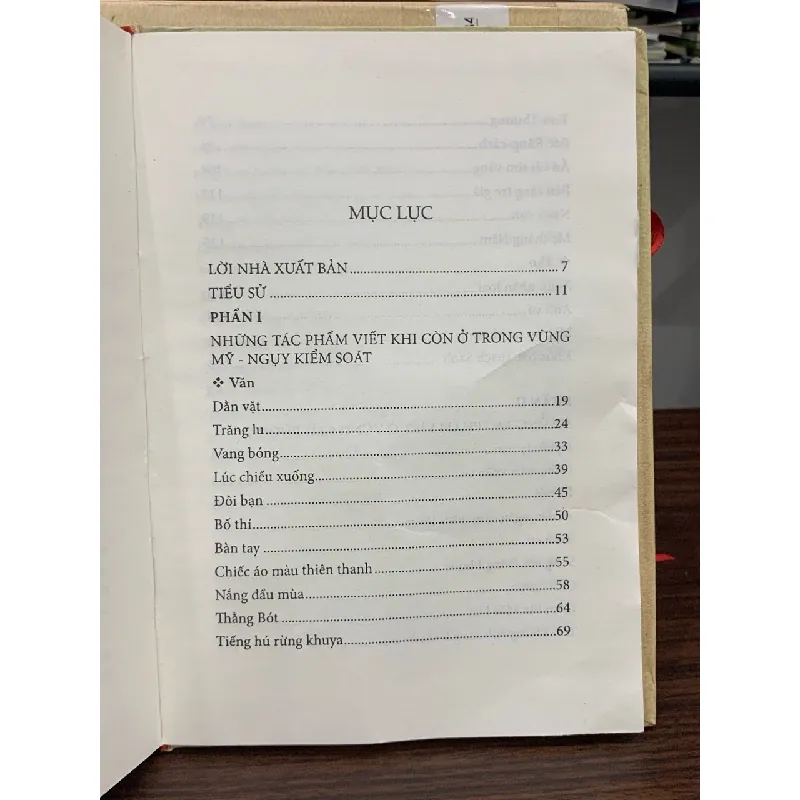 MỤC LỤC
LỜI NHÀ XUẤT BẢN ........ 7
TIỂU SỬ ........ 11
PHẦN I
NHỮNG TÁC PHẨM VIẾT KHI CÒN Ở TRONG VÙNG
MỸ - NGỤY KIỂM SOÁT
❖ Văn
Dằn vặt ........ 19
Trăng lu ........ 24
Vang bóng ........ 33
Lúc chiều xuống ........ 39
Đòi bạn ........ 45
Bố thí ........ 50
Bàn tay ........ 53
Chiếc áo màu thiên thanh ........ 55
Nắng đầu mùa ........ 58
Thằng Bót ........ 64
Tiếng hú rừng khuya ........ 69